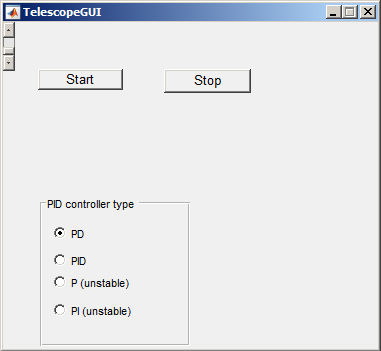 TelescopeGUI
Start
Stop
PID controller type
PD
PID
P (unstable)
PI (unstable)